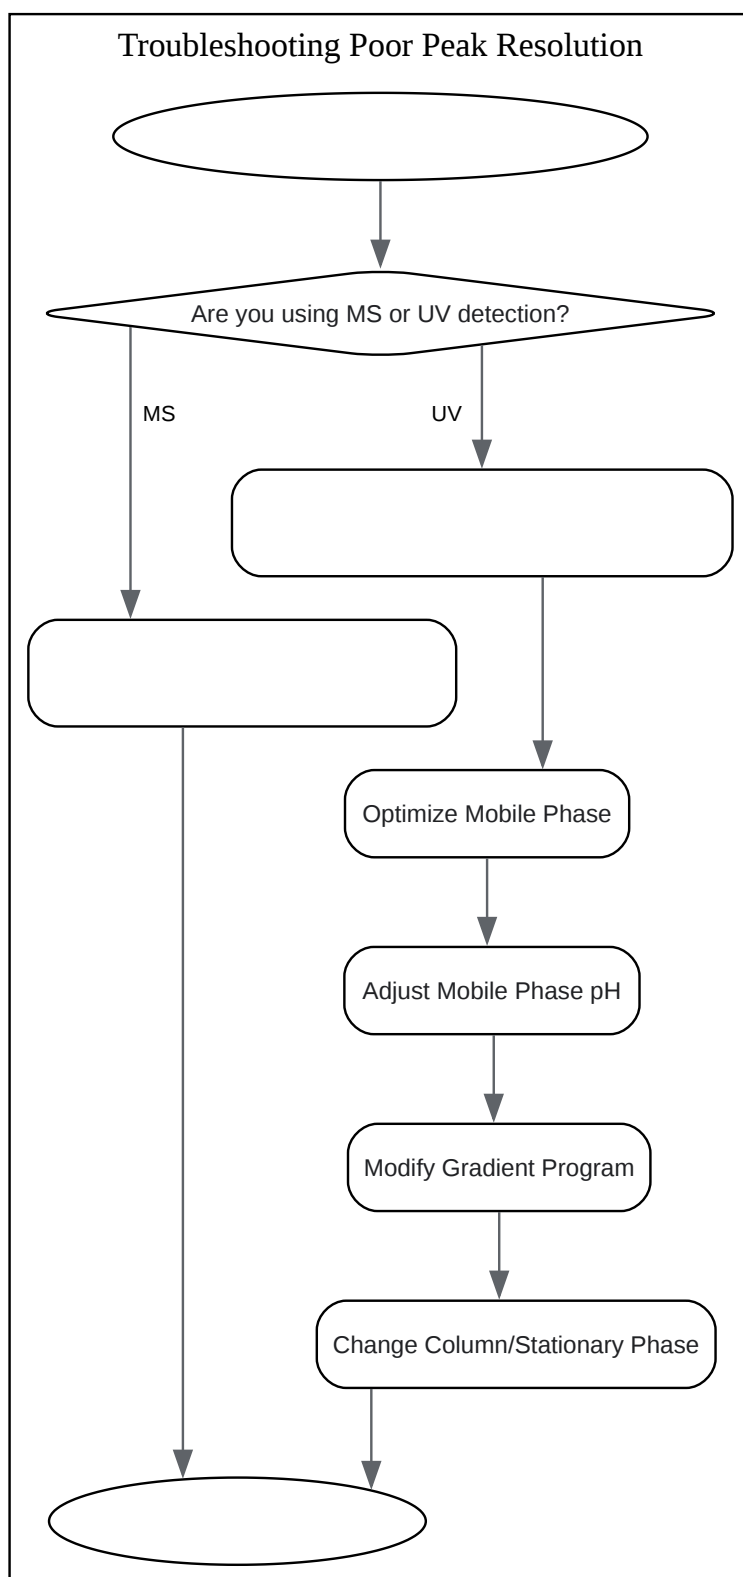 Troubleshooting Poor Peak Resolution
Are you using MS or UV detection?
MS
UV
Optimize Mobile Phase
Adjust Mobile Phase pH
Modify Gradient Program
Change Column/Stationary Phase